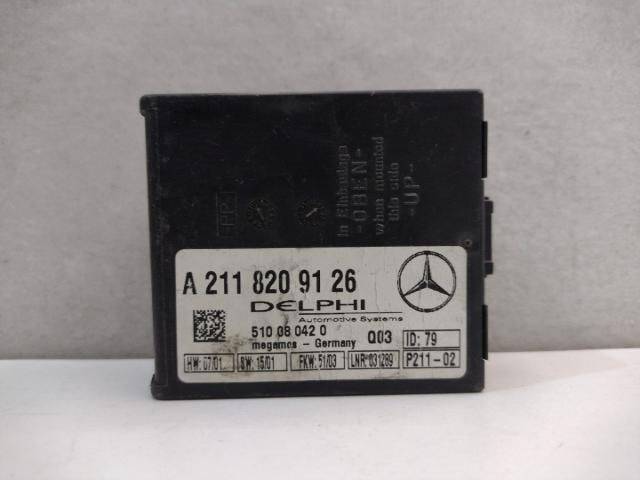 in Einbaulage
-OBEN-
when mounted
this side
-UP-
A 211 820 91 26
DELPHI
Automotive Systems
510 08 042 0
megamos - Germany
Q03
ID: 79
HW: 07/01
SW: 15/01
FKW: 51/03
LNR: 031289
P211-02